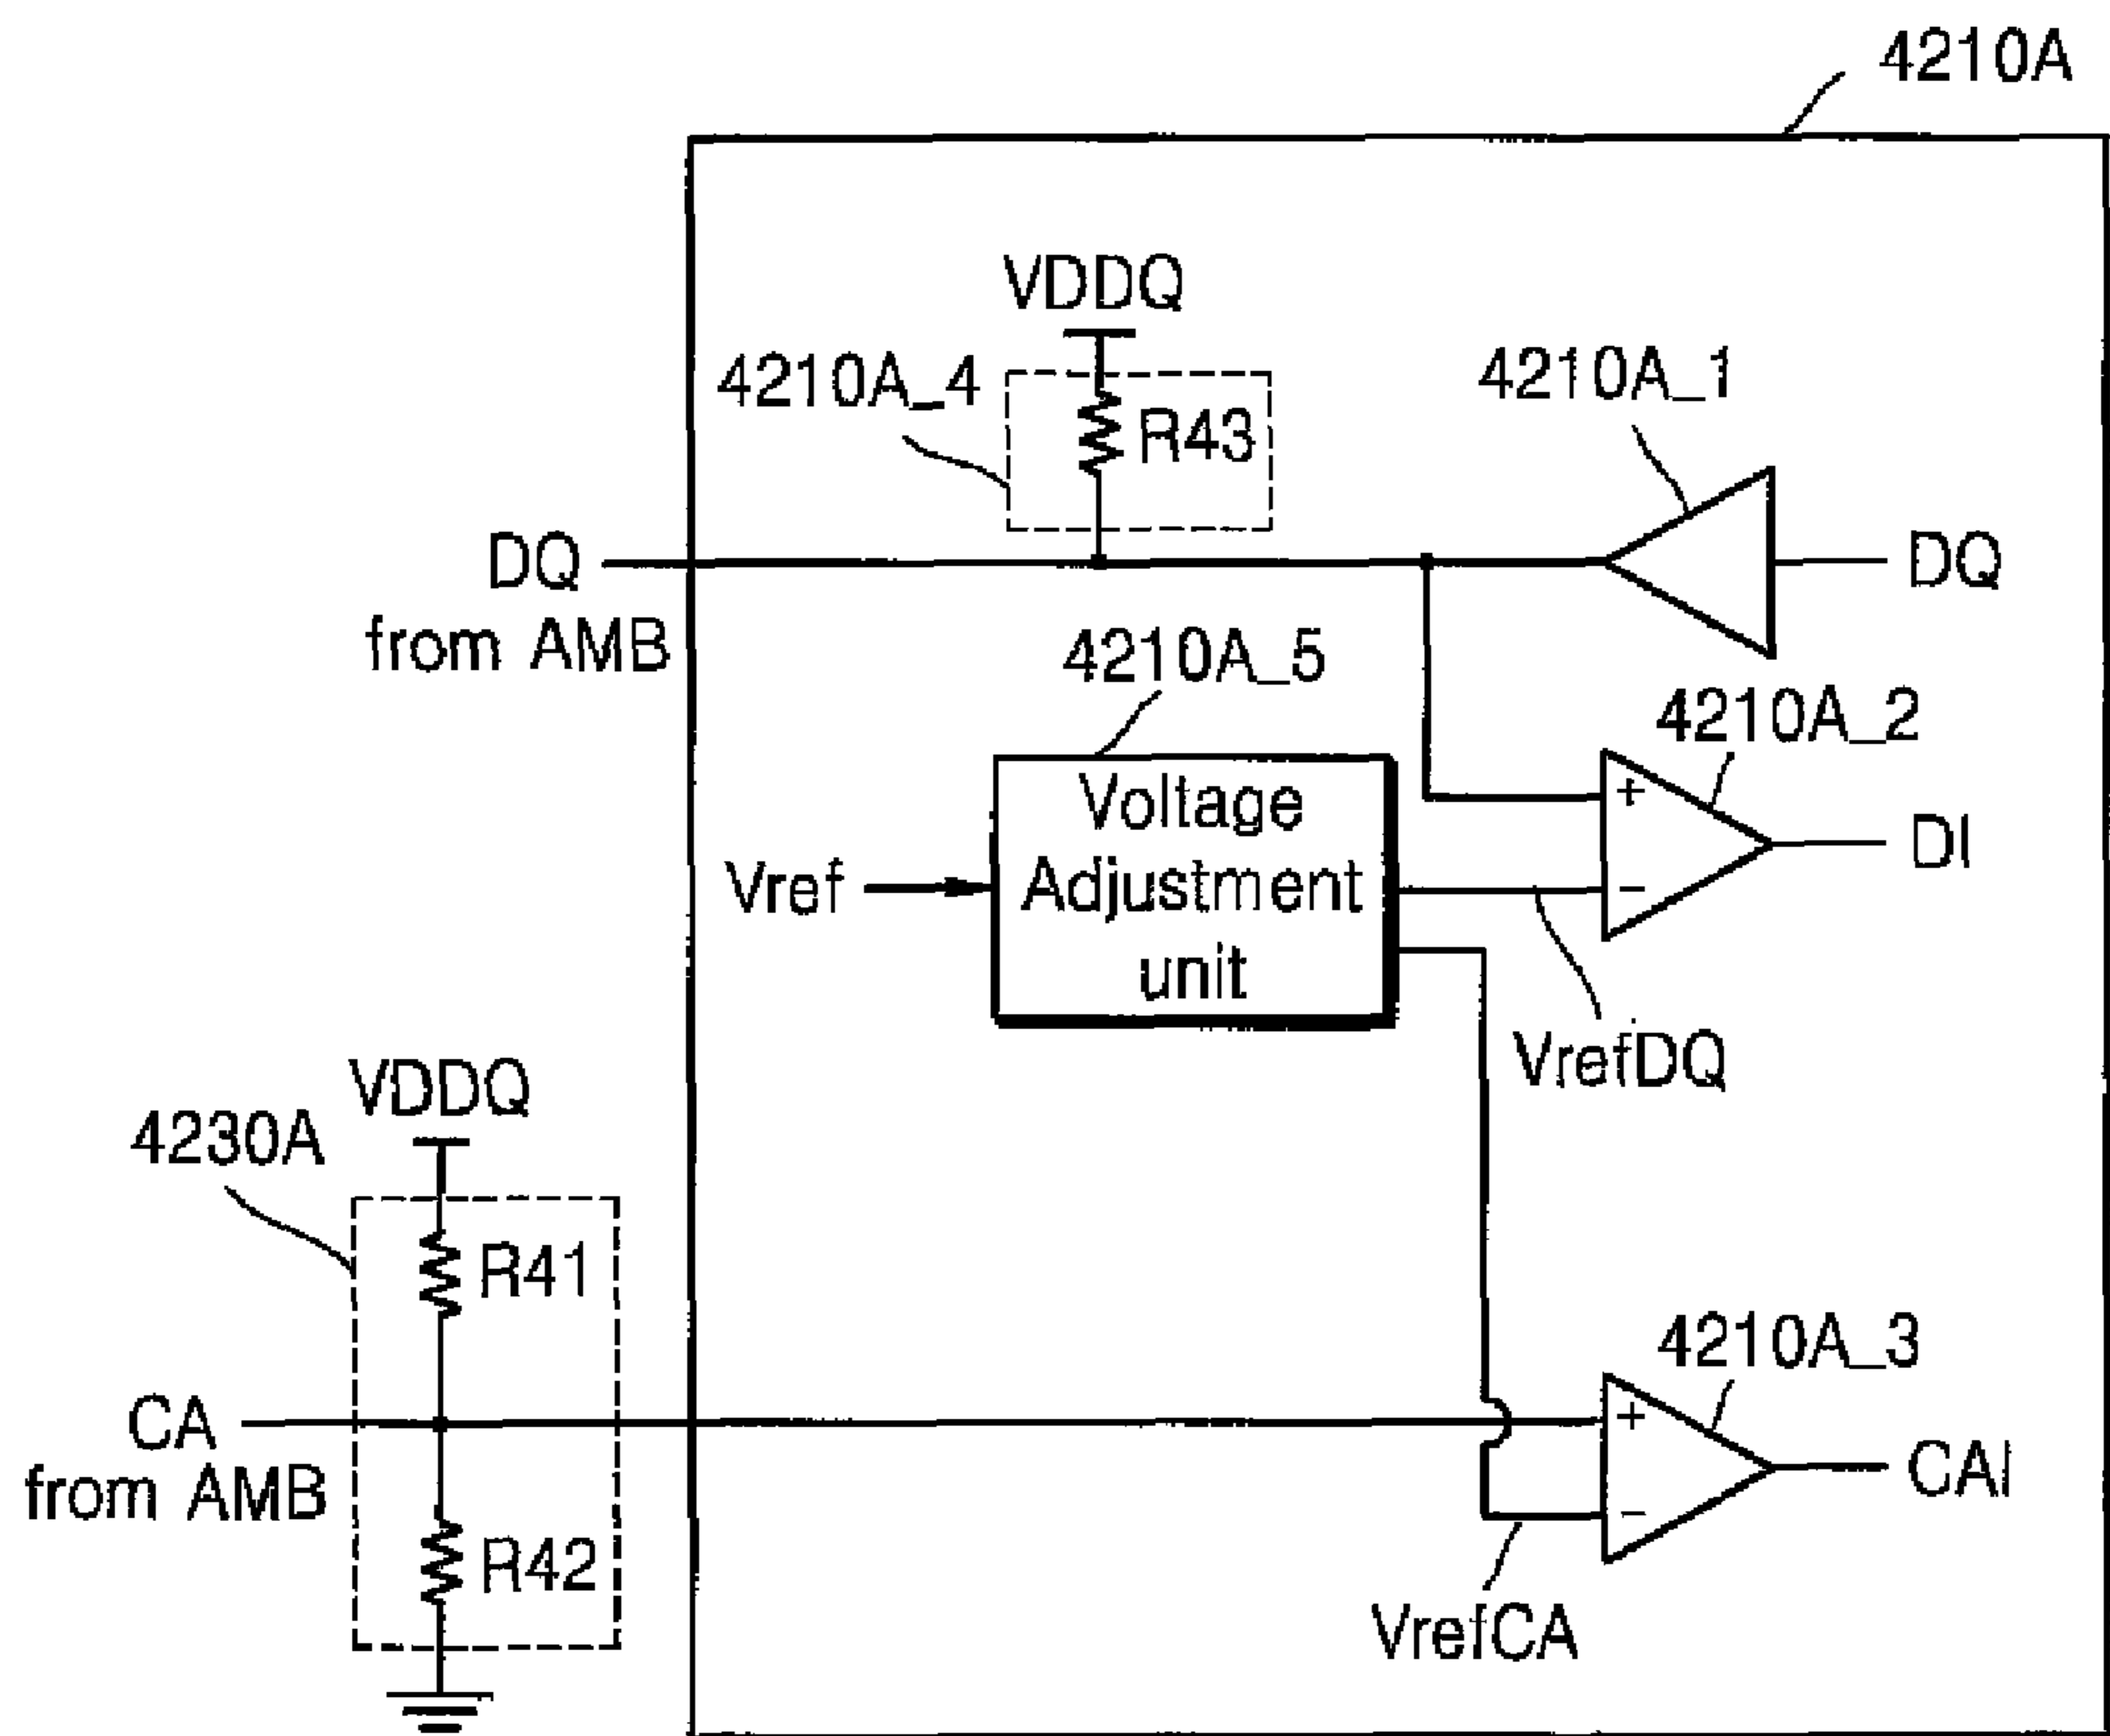 4210A
VDDQ
4210A_4
R43
4210A_1
DQ
from AMB
DQ
4210A_5
4210A_2
Voltage
Adjustment
unit
Vref
+
-
DI
VrefDQ
VDDQ
4230A
R41
4210A_3
CA
from AMB
+
-
CAI
R42
VrefCA